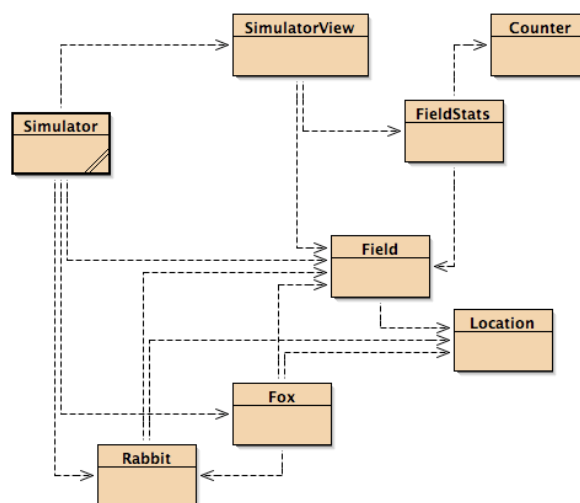 SimulatorView
Counter
FieldStats
Simulator
Field
Location
Fox
Rabbit